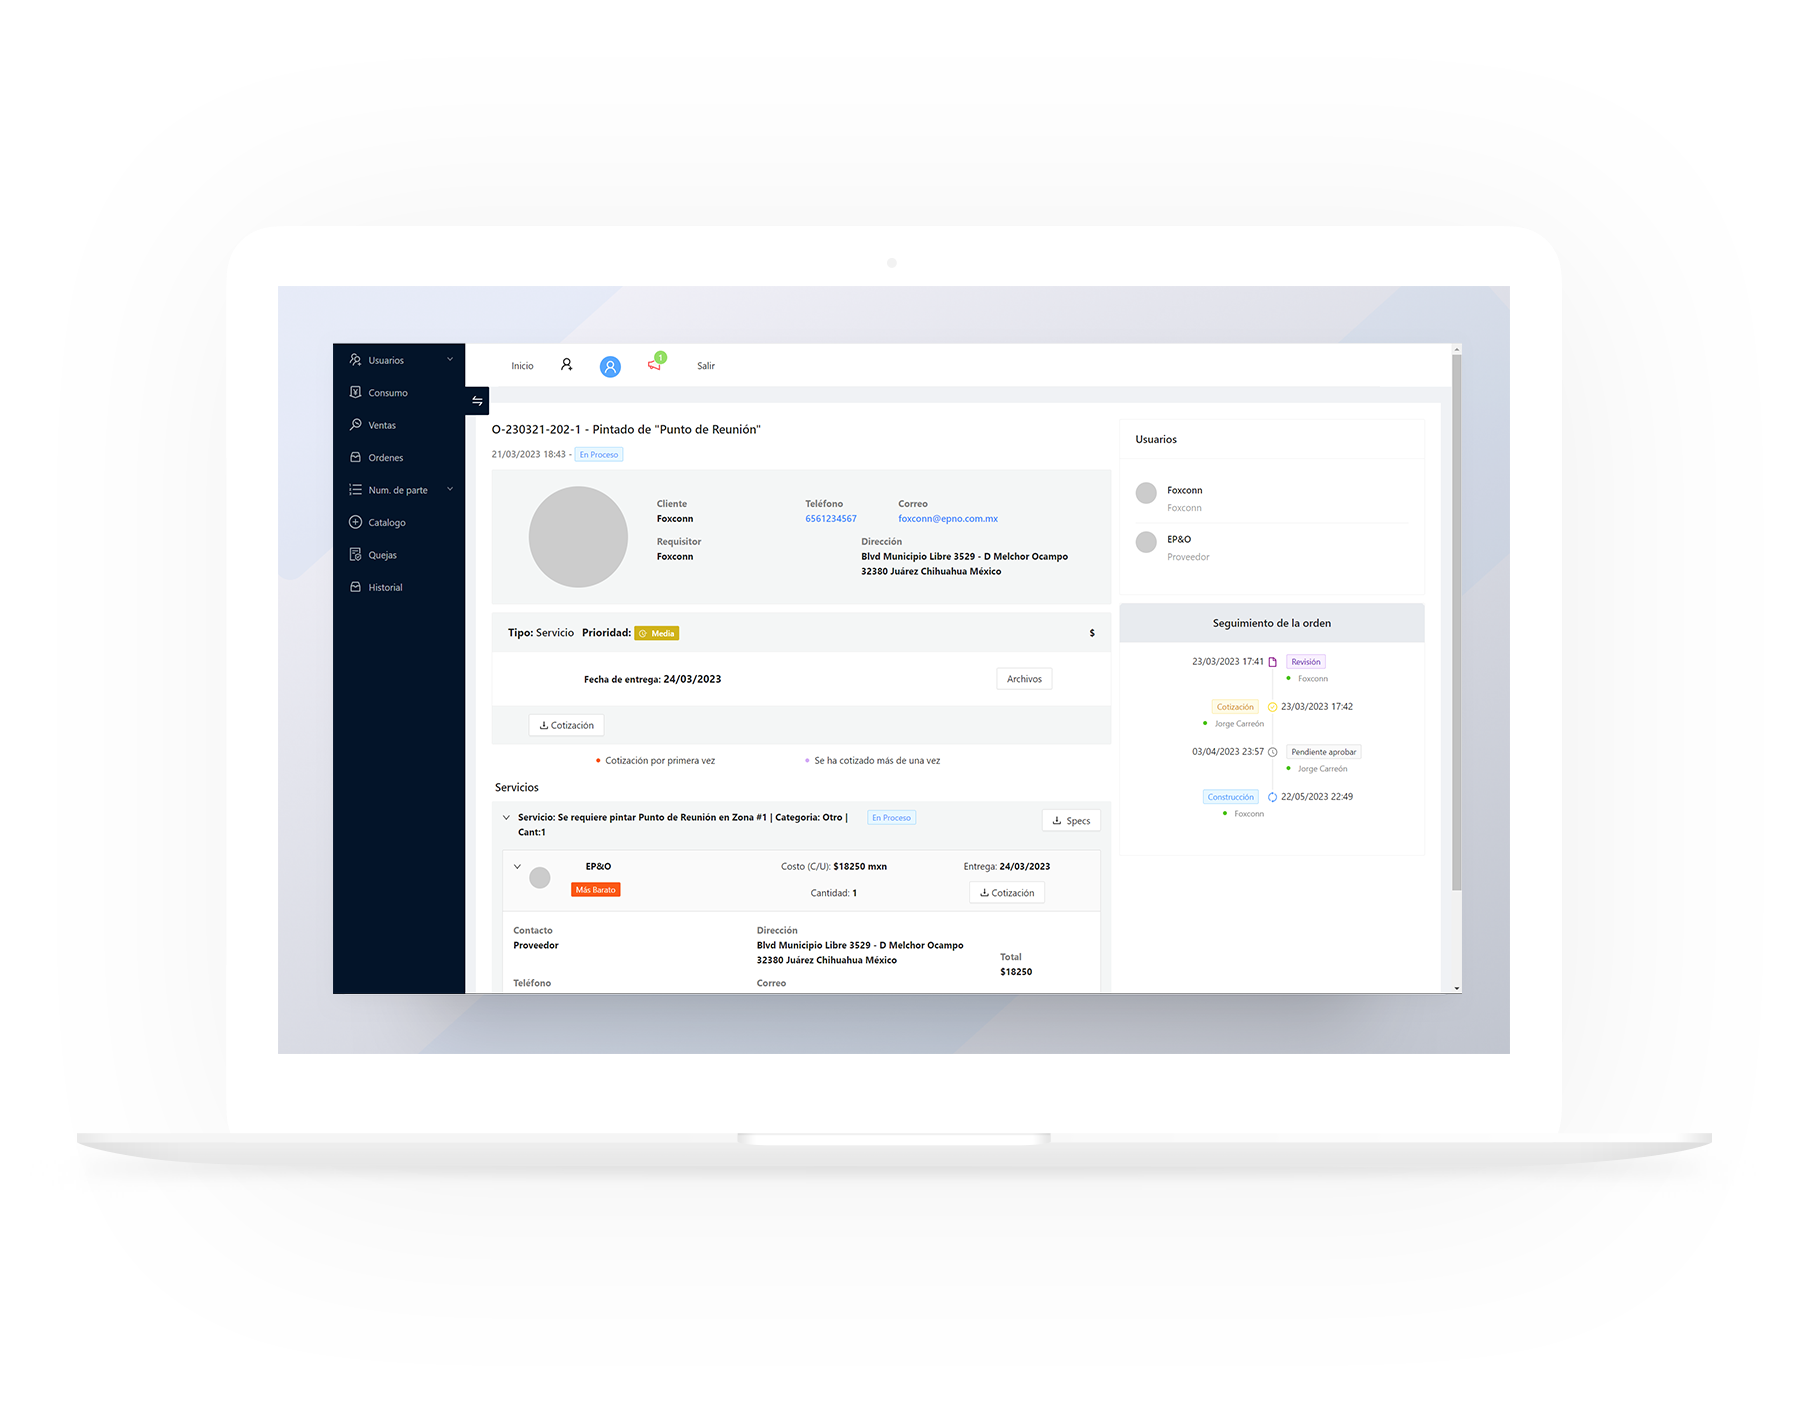 Usuarios
Consumo
Ventas
Ordenes
Num. de parte
Catalogo
Quejas
Historial
Inicio
1
Salir
O-230321-202-1 - Pintado de "Punto de Reunión"
21/03/2023 18:43 - En Proceso
Cliente
Foxconn
Teléfono
6561234567
Correo
foxconn@epno.com.mx
Requisitor
Foxconn
Dirección
Blvd Municipio Libre 3529 - D Melchor Ocampo
32380 Juárez Chihuahua México
Tipo: Servicio Prioridad: Media
$
Fecha de entrega: 24/03/2023
Archivos
Cotización
Cotización por primera vez
Se ha cotizado más de una vez
Servicios
Servicio: Se requiere pintar Punto de Reunión en Zona #1 | Categoria: Otro |
Cant:1
En Proceso
Specs
EP&O
Más Barato
Costo (C/U): $18250 mxn
Cantidad: 1
Entrega: 24/03/2023
Cotización
Contacto
Proveedor
Dirección
Blvd Municipio Libre 3529 - D Melchor Ocampo
32380 Juárez Chihuahua México
Total
$18250
Teléfono
Correo
Usuarios
Foxconn
Foxconn
EP&O
Proveedor
Seguimiento de la orden
23/03/2023 17:41 Revisión
Foxconn
Cotización 23/03/2023 17:42
Jorge Carreón
03/04/2023 23:57 Pendiente aprobar
Jorge Carreón
Construcción 22/05/2023 22:49
Foxconn